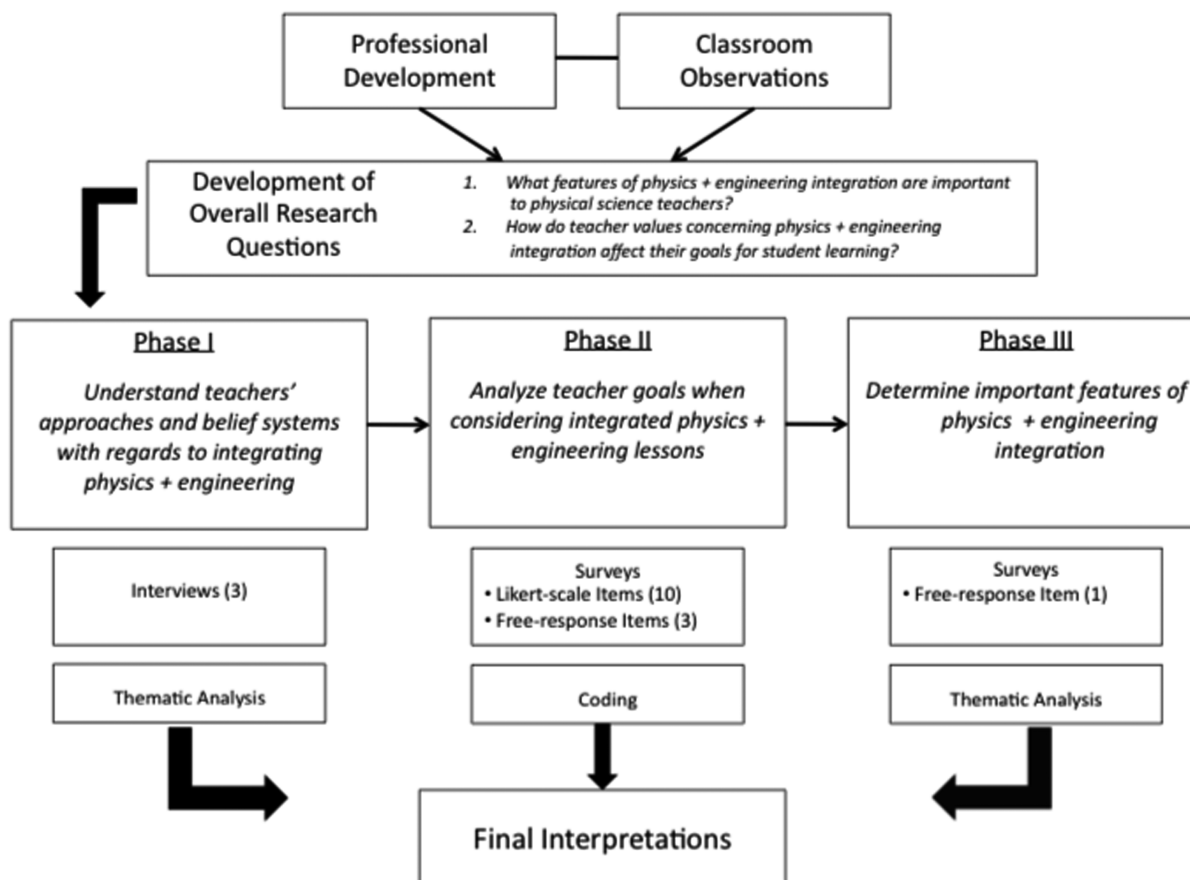 Professional
Development
Classroom
Observations
Development of
Overall Research
Questions
1. What features of physics + engineering integration are important
to physical science teachers?
2. How do teacher values concerning physics + engineering
integration affect their goals for student learning?
Phase I
Understand teachers’
approaches and belief systems
with regards to integrating
physics + engineering
Phase II
Analyze teacher goals when
considering integrated physics +
engineering lessons
Phase III
Determine important features of
physics + engineering
integration
Interviews (3)
Surveys
• Likert-scale Items (10)
• Free-response Items (3)
Surveys
• Free-response Item (1)
Thematic Analysis
Coding
Thematic Analysis
Final Interpretations